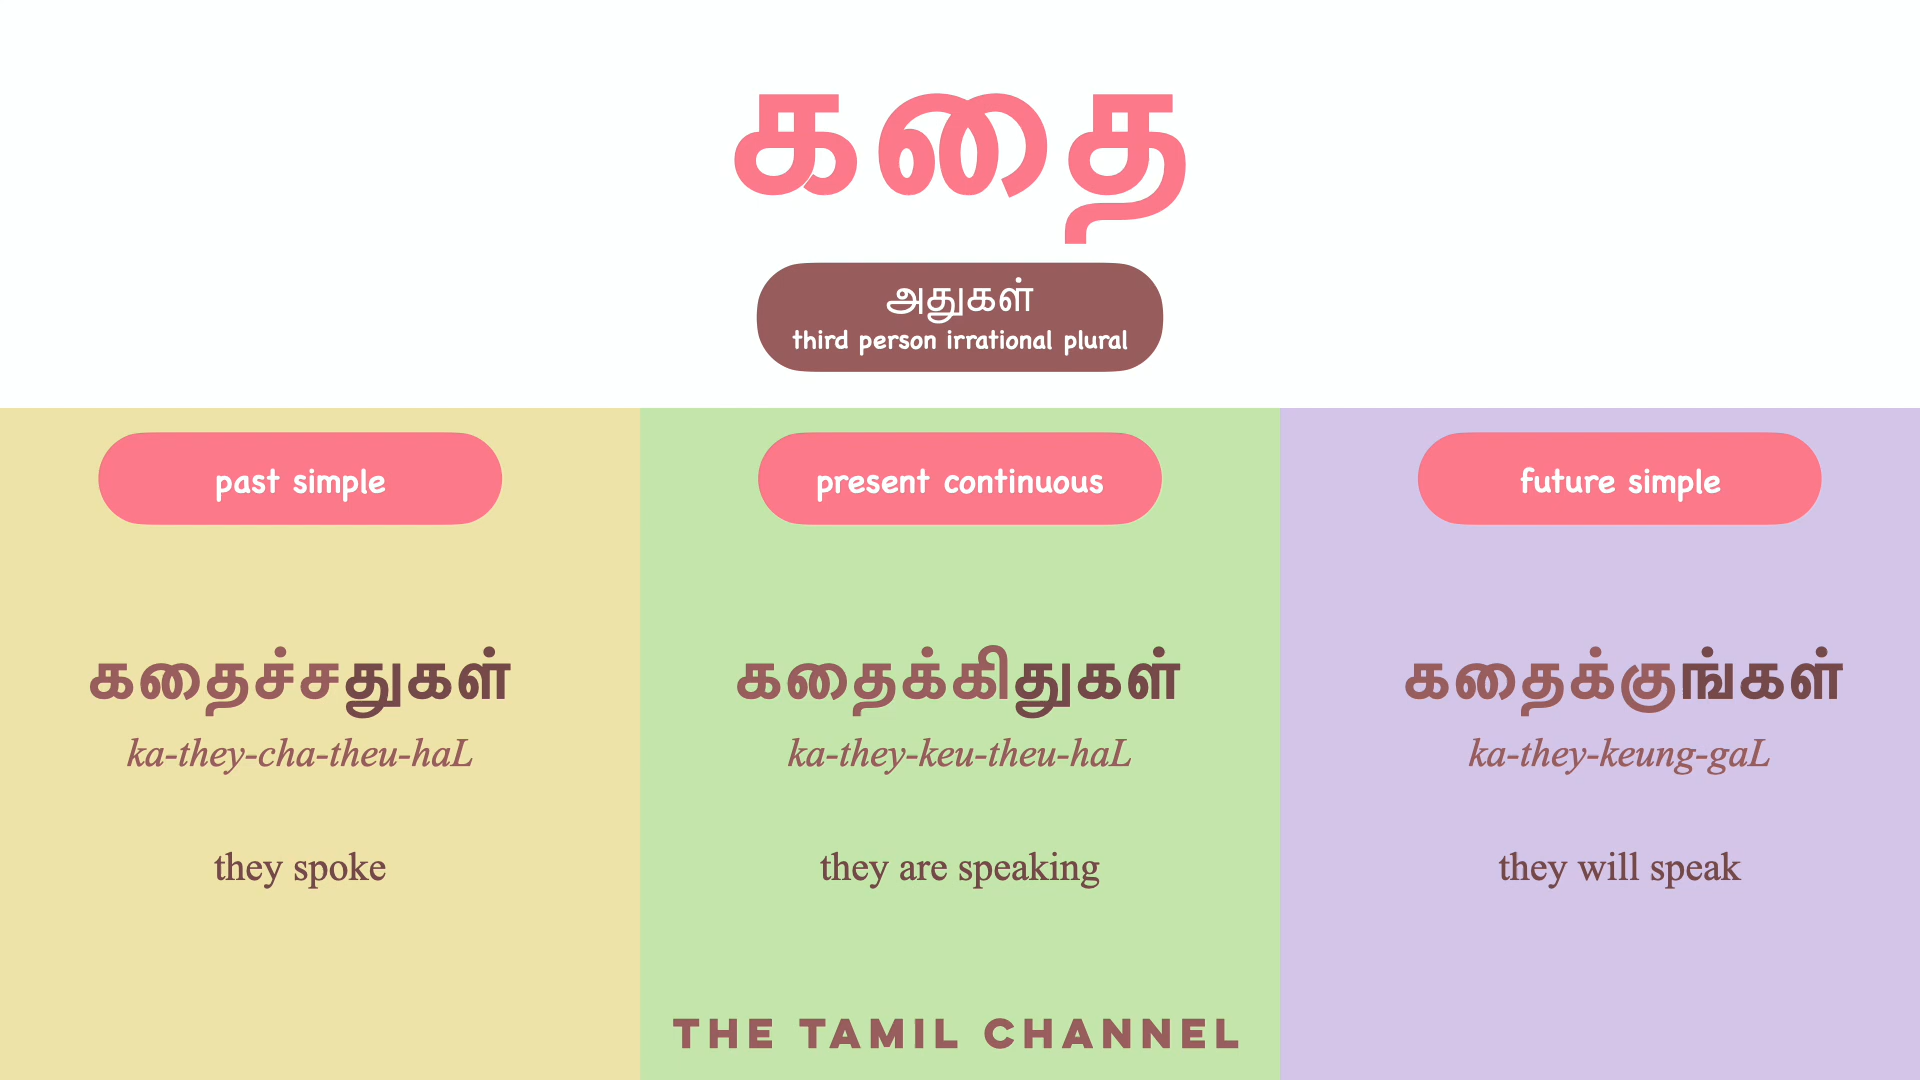 கதை
அதுகள்
third person irrational plural
past simple
present continuous
future simple
கதைச்சதுகள்
கதைக்கிதுகள்
கதைக்குங்கள்
ka-they-cha-theu-haL
ka-they-keu-theu-haL
ka-they-keung-gaL
they spoke
they are speaking
they will speak
THE TAMIL CHANNEL